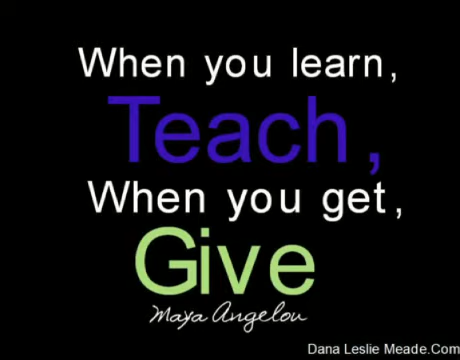 When you learn,
Teach,
When you get,
Give
Maya Angelou
Dana Leslie Meade.Com